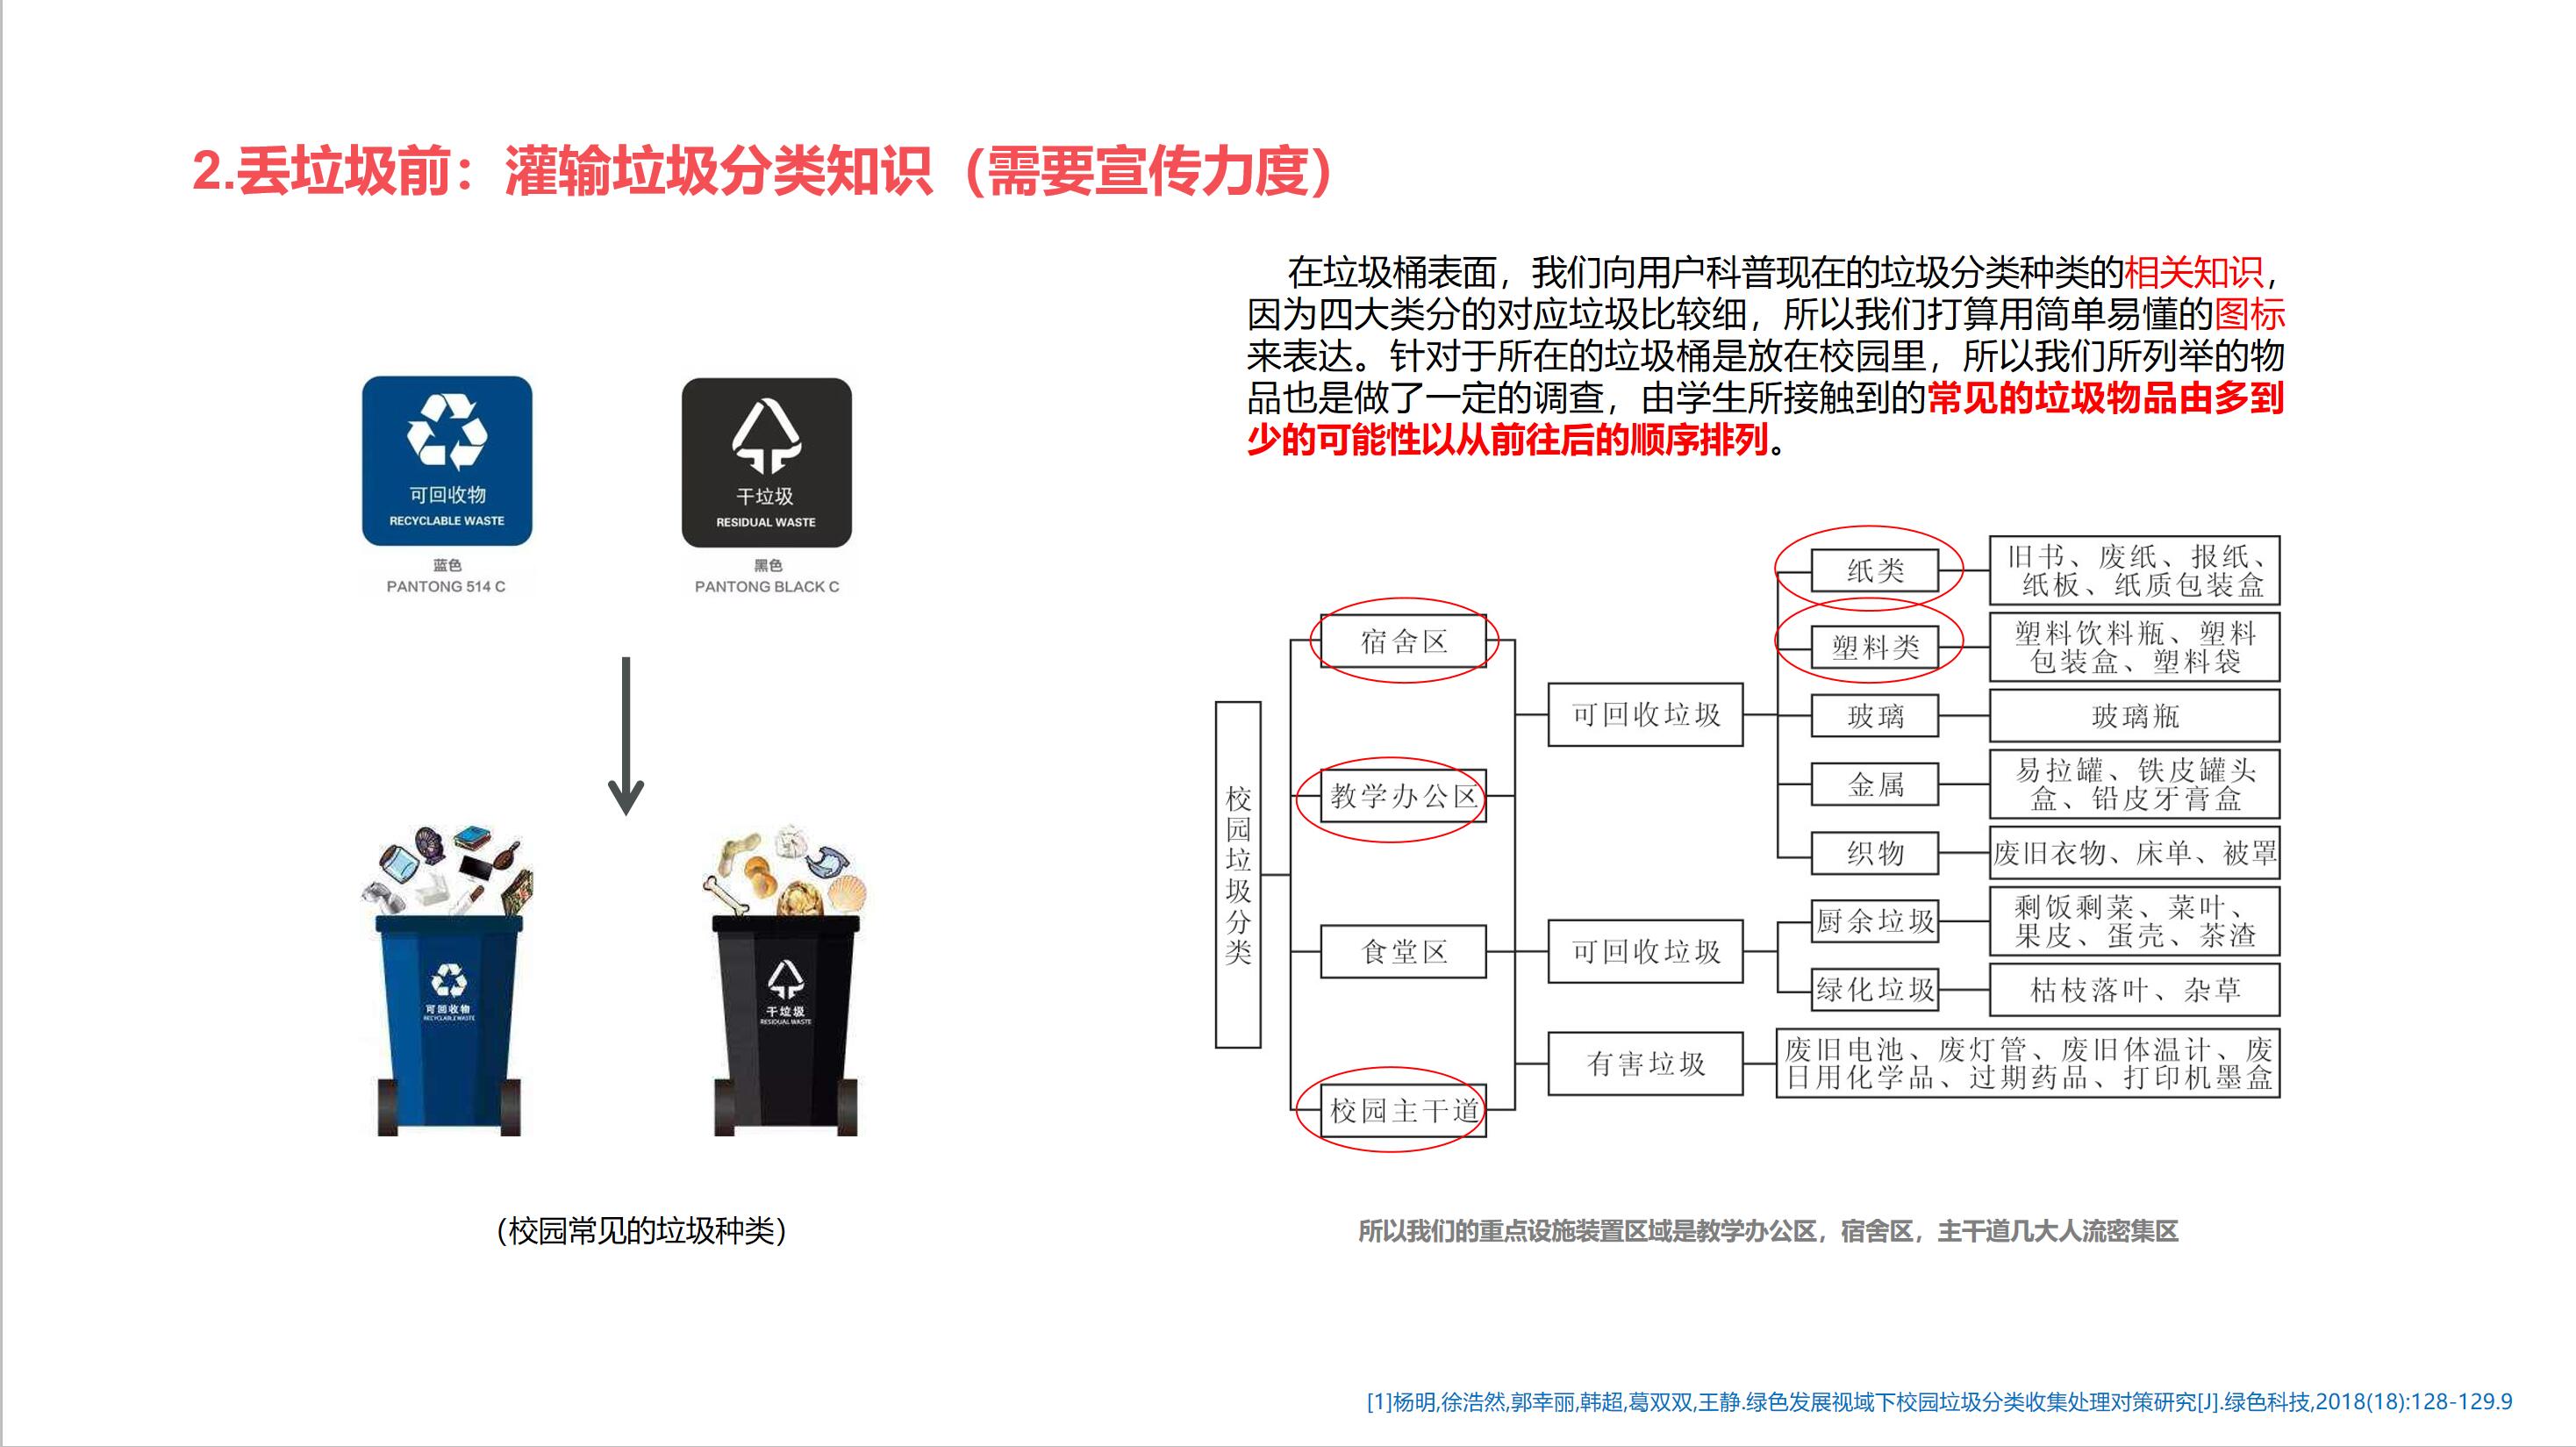 2.丢垃圾前：灌输垃圾分类知识（需要宣传力度）
在垃圾桶表面，我们向用户科普现在的垃圾分类种类的相关知识，
因为四大类分的对应垃圾比较细，所以我们打算用简单易懂的图标
来表达。针对于所在的垃圾桶是放在校园里，所以我们所列举的物
品也是做了一定的调查，由学生所接触到的常见的垃圾物品由多到
少的可能性以从前往后的顺序排列。
可回收物
RECYCLABLE WASTE
蓝色
PANTONG 514 C
干垃圾
RESIDUAL WASTE
黑色
PANTONG BLACK C
可回收物
RECYCLABLE WASTE
干垃圾
RESIDUAL WASTE
（校园常见的垃圾种类）
校园垃圾分类
宿舍区
教学办公区
食堂区
校园主干道
可回收垃圾
纸类
旧书、废纸、报纸、
纸板、纸质包装盒
塑料类
塑料饮料瓶、塑料
包装盒、塑料袋
玻璃
玻璃瓶
金属
易拉罐、铁皮罐头
盒、铅皮牙膏盒
织物
废旧衣物、床单、被罩
可回收垃圾
厨余垃圾
剩饭剩菜、菜叶、
果皮、蛋壳、茶渣
绿化垃圾
枯枝落叶、杂草
有害垃圾
废旧电池、废灯管、废旧体温计、废
日用化学品、过期药品、打印机墨盒
所以我们的重点设施装置区域是教学办公区，宿舍区，主干道几大人流密集区
[1]杨明,徐浩然,郭幸丽,韩超,葛双双,王静.绿色发展视域下校园垃圾分类收集处理对策研究[J].绿色科技,2018(18):128-129.9